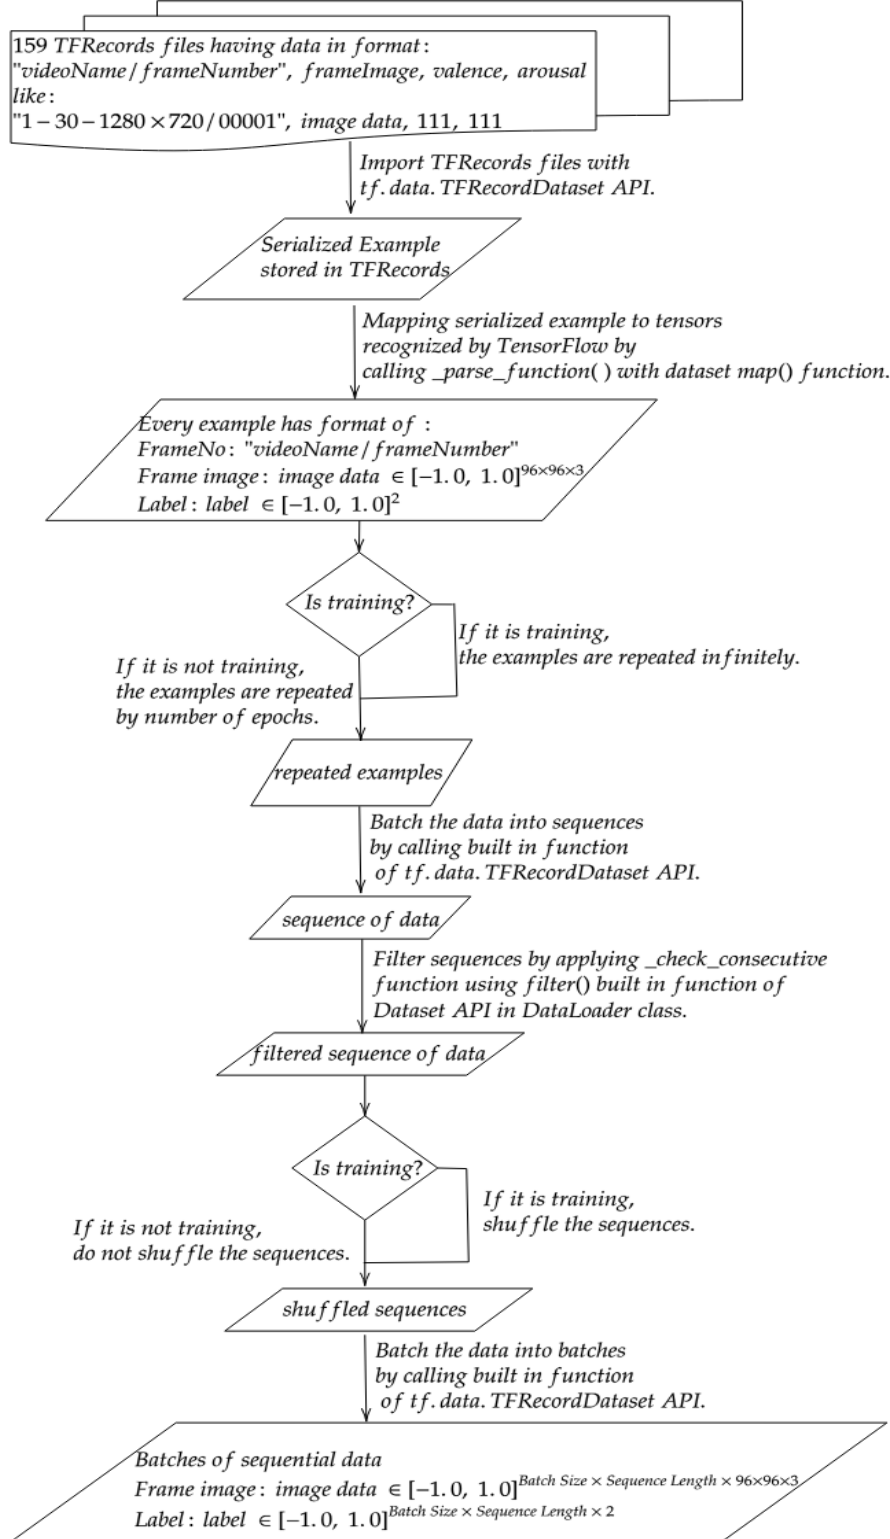 159 TFRecords files having data in format:
"videoName/frameNumber", frameImage, valence, arousal
like:
"1−30−1280×720/00001", image data, 111, 111
Import TFRecords files with
tf.data.TFRecordDataset API.
Serialized Example
stored in TFRecords
Mapping serialized example to tensors
recognized by TensorFlow by
calling _parse_function( ) with dataset map() function.
Every example has format of :
FrameNo: "videoName/frameNumber"
Frame image: image data ∈ [−1.0, 1.0]^96×96×3
Label: label ∈ [−1.0, 1.0]^2
Is training?
If it is training,
the examples are repeated infinitely.
If it is not training,
the examples are repeated
by number of epochs.
repeated examples
Batch the data into sequences
by calling built in function
of tf.data.TFRecordDataset API.
sequence of data
Filter sequences by applying _check_consecutive
function using filter() built in function of
Dataset API in DataLoader class.
filtered sequence of data
Is training?
If it is training,
shuffle the sequences.
If it is not training,
do not shuffle the sequences.
shuffled sequences
Batch the data into batches
by calling built in function
of tf.data.TFRecordDataset API.
Batches of sequential data
Frame image: image data ∈ [−1.0, 1.0]^Batch Size × Sequence Length × 96×96×3
Label: label ∈ [−1.0, 1.0]^Batch Size × Sequence Length × 2